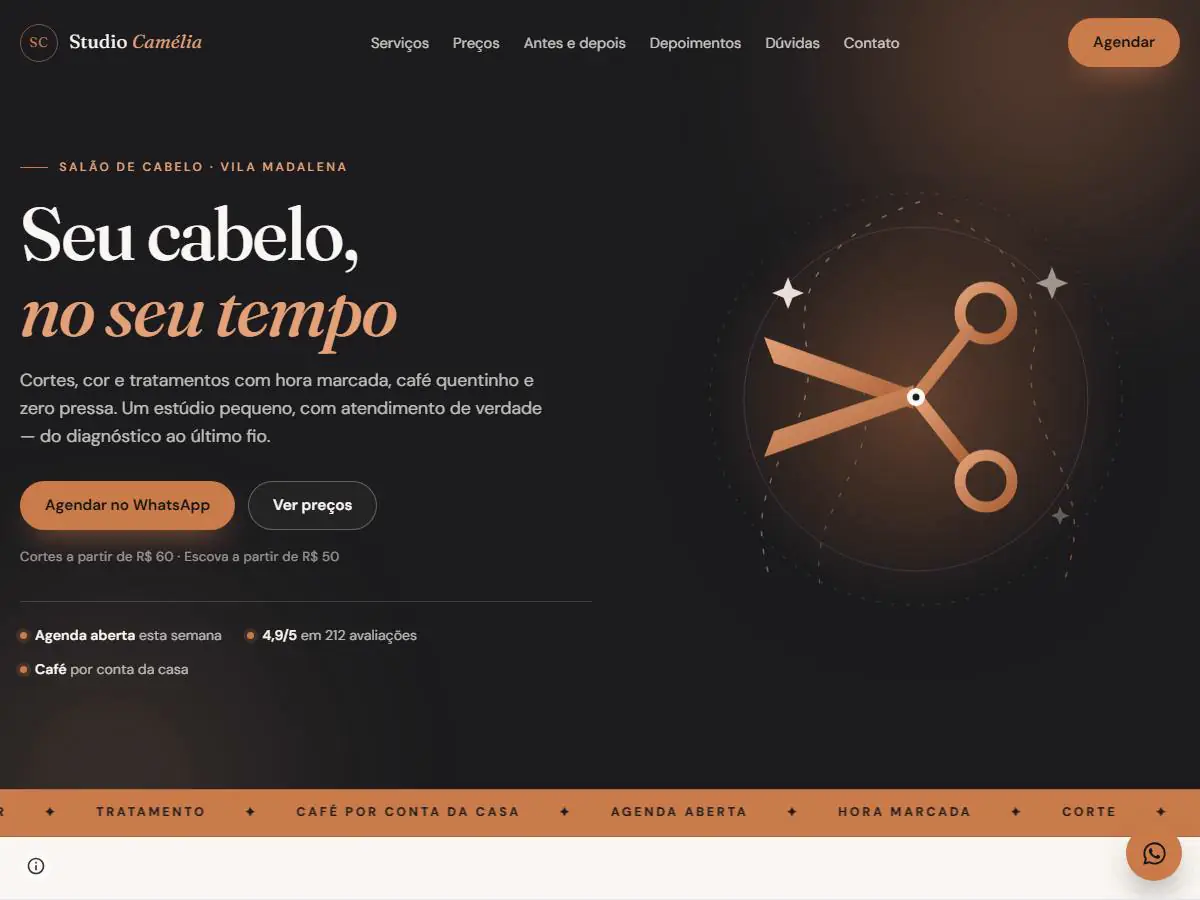 SC
Studio Camélia
Serviços
Preços
Antes e depois
Depoimentos
Dúvidas
Contato
Agendar
SALÃO DE CABELO · VILA MADALENA
Seu cabelo,
no seu tempo
Cortes, cor e tratamentos com hora marcada, café quentinho e
zero pressa. Um estúdio pequeno, com atendimento de verdade
— do diagnóstico ao último fio.
Agendar no WhatsApp
Ver preços
Cortes a partir de R$ 60 · Escova a partir de R$ 50
Agenda aberta esta semana
4,9/5 em 212 avaliações
Café por conta da casa
R ✦ TRATAMENTO ✦ CAFÉ POR CONTA DA CASA ✦ AGENDA ABERTA ✦ HORA MARCADA ✦ CORTE ✦